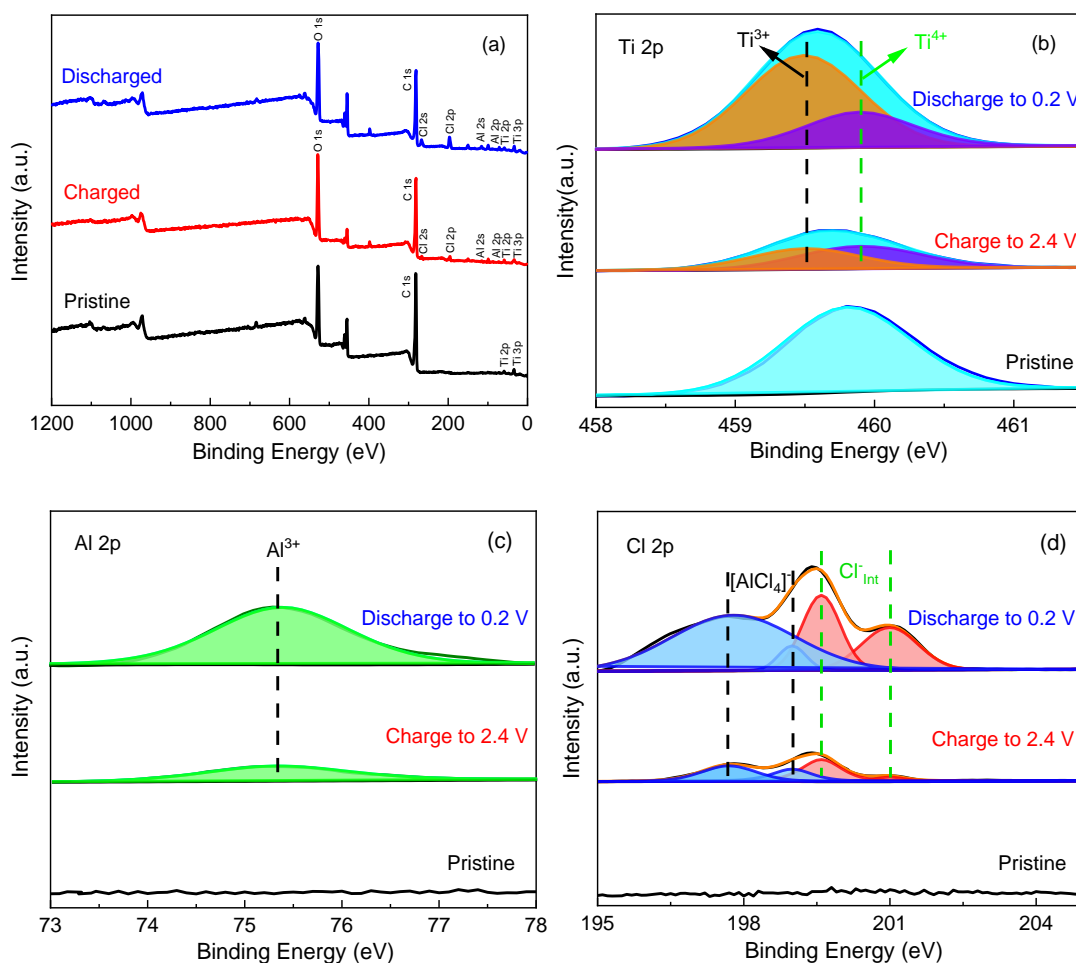 (a)
Discharged
O 1s
C 1s
Cl 2s
Cl 2p
Al 2s
Al 2p
Ti 2p
Ti 3p
Charged
O 1s
C 1s
Cl 2s
Cl 2p
Al 2s
Al 2p
Ti 2p
Ti 3p
Pristine
C 1s
Ti 2p
Ti 3p
Intensity (a.u.)
1200 1000 800 600 400 200 0
Binding Energy (eV)
Ti 2p
(b)
Ti³⁺
Ti⁴⁺
Discharge to 0.2 V
Charge to 2.4 V
Pristine
Intensity(a.u.)
458 459 460 461
Binding Energy (eV)
Al 2p
(c)
Al³⁺
Discharge to 0.2 V
Charge to 2.4 V
Pristine
Intensity (a.u.)
73 74 75 76 77 78
Binding Energy (eV)
Cl 2p
(d)
[AlCl₄]⁻
Cl⁻Int
Discharge to 0.2 V
Charge to 2.4 V
Pristine
Intensity (a.u.)
195 198 201 204
Binding Energy (eV)